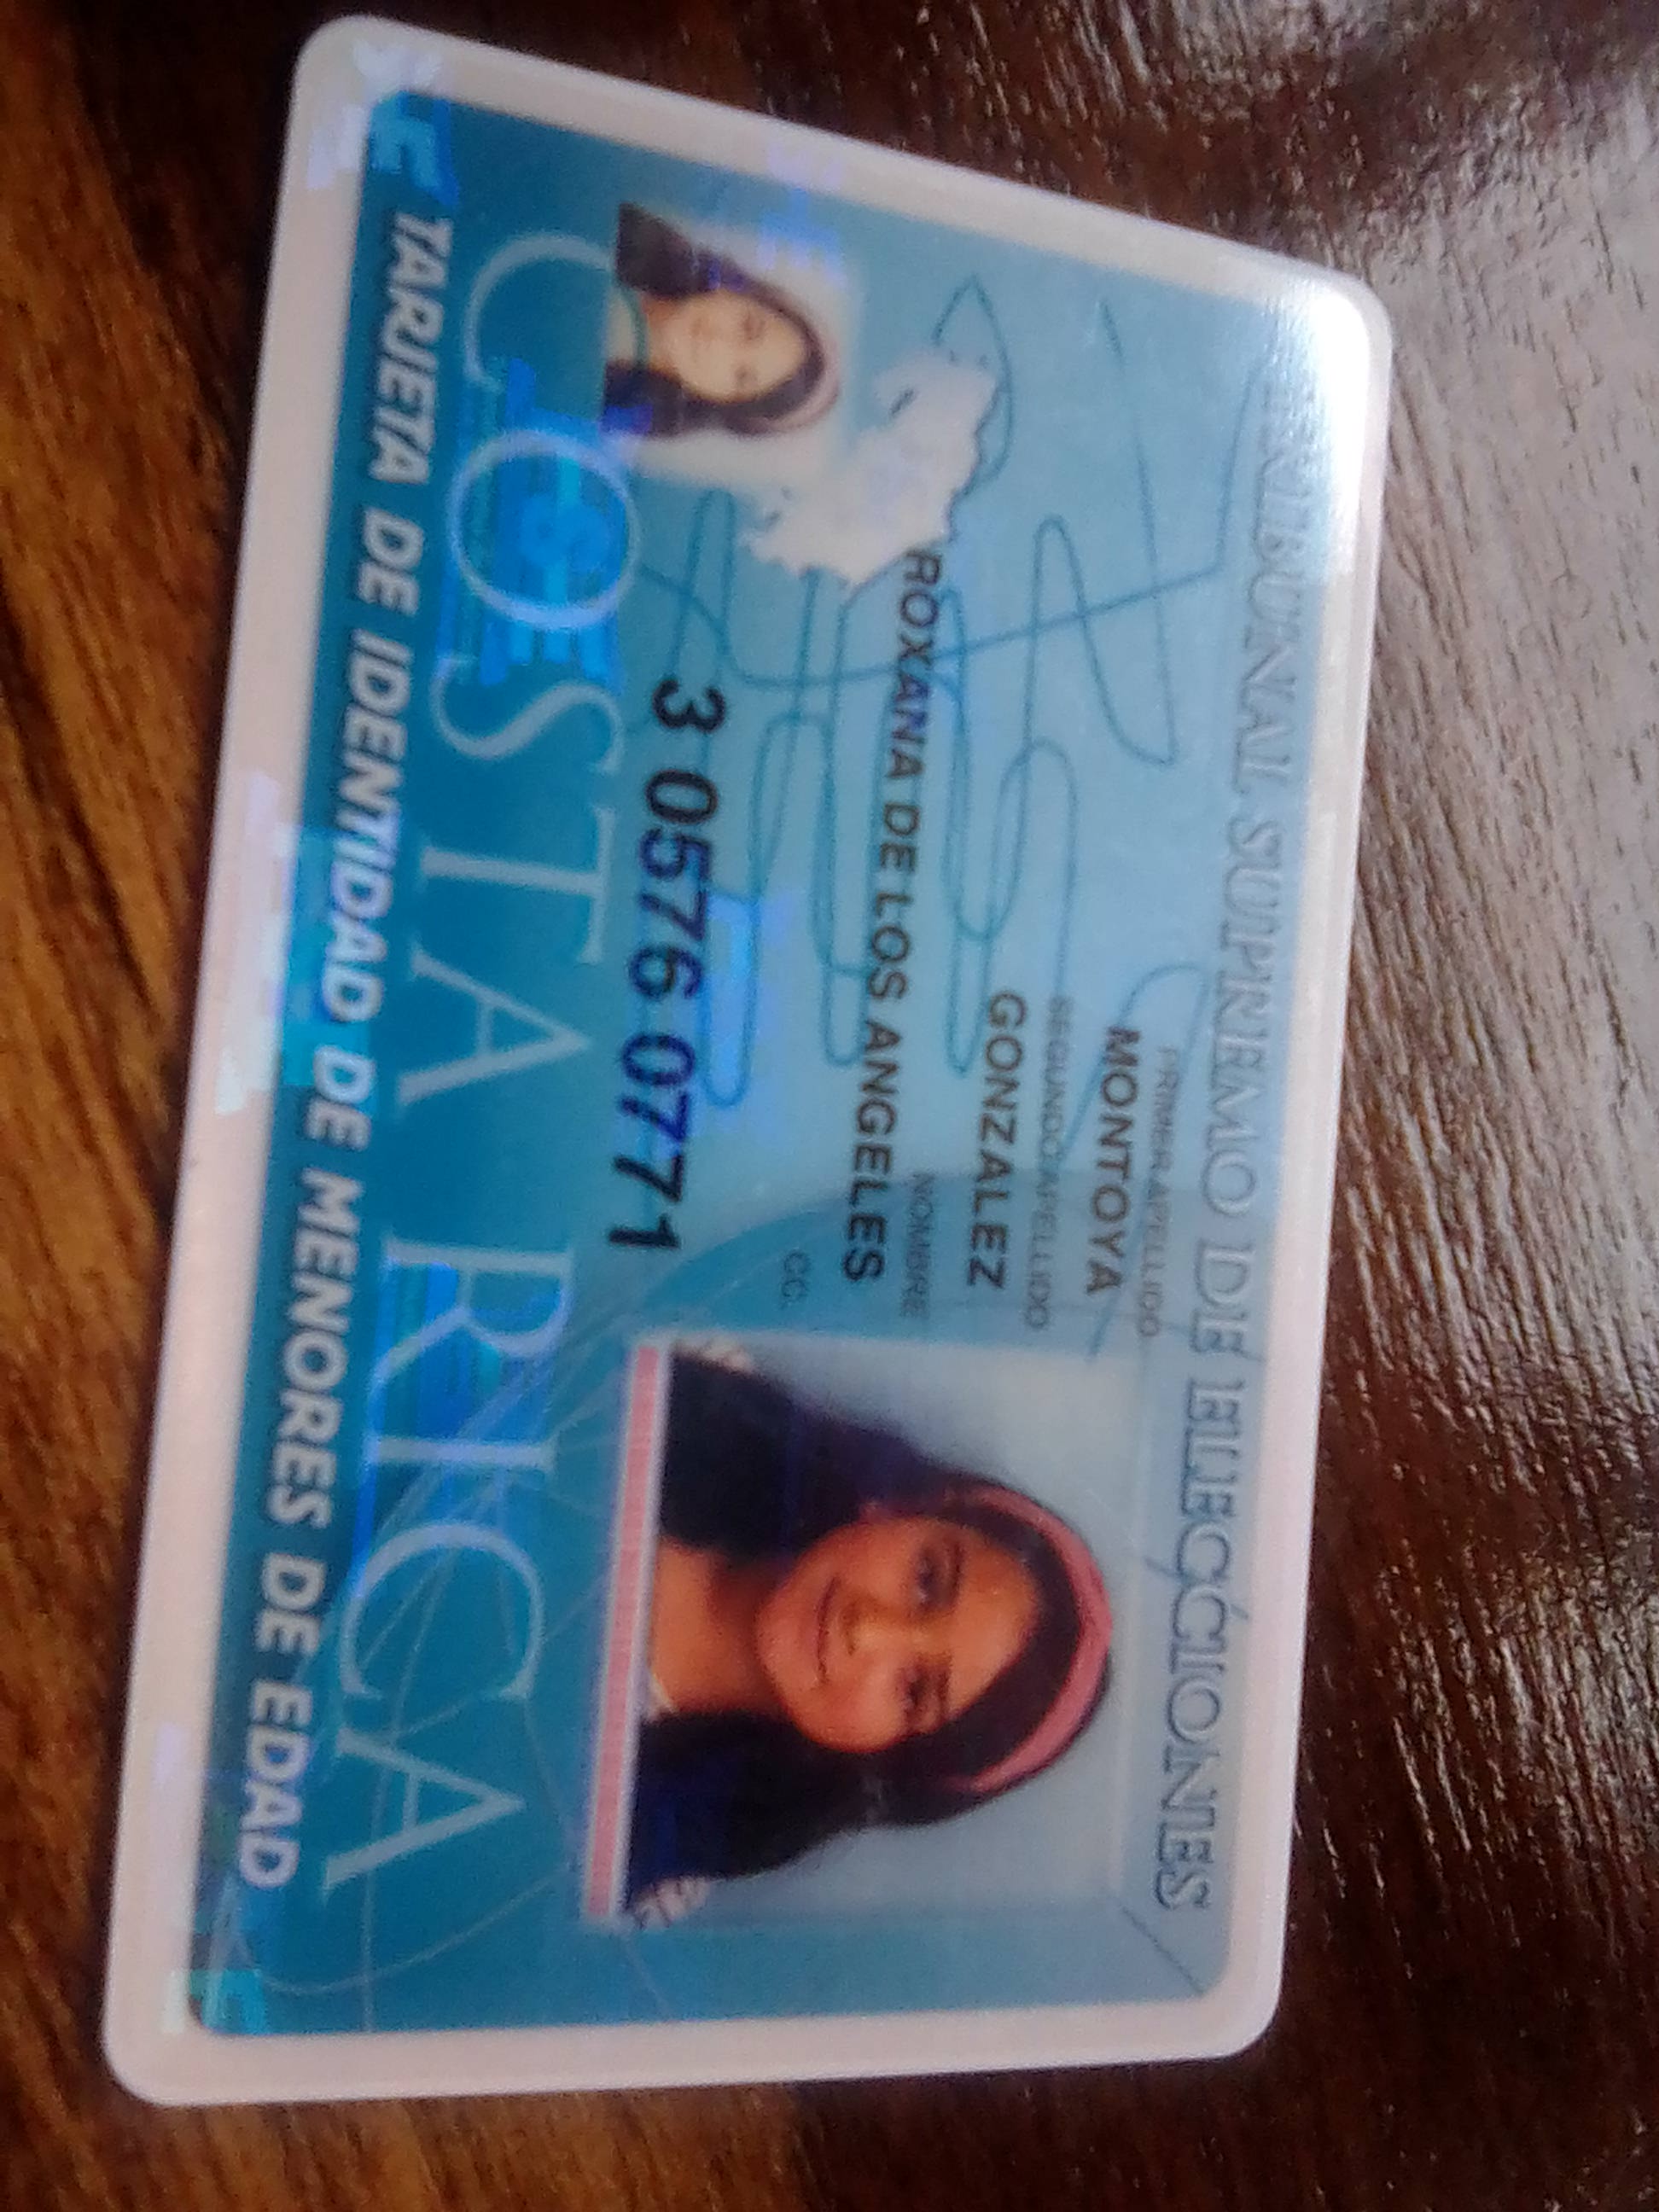 TRIBUNAL SUPREMO DE ELECCIONES
PRIMER APELLIDO
MONTOYA
SEGUNDO APELLIDO
GONZALEZ
NOMBRE
ROXANA DE LOS ANGELES
CC.
3 0576 0771
COSTA RICA
TARJETA DE IDENTIDAD DE MENORES DE EDAD